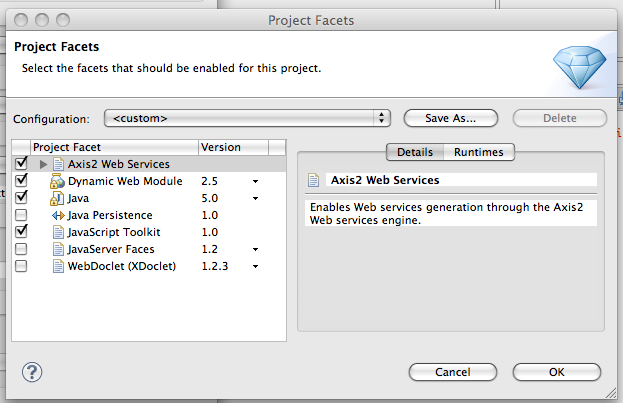 Project Facets
Project Facets
Select the facets that should be enabled for this project.
Configuration: <custom> Save As... Delete
Project Facet Version
Axis2 Web Services
Dynamic Web Module 2.5
Java 5.0
Java Persistence 1.0
JavaScript Toolkit 1.0
JavaServer Faces 1.2
WebDoclet (XDoclet) 1.2.3
Details Runtimes
Axis2 Web Services
Enables Web services generation through the Axis2
Web services engine.
?
Cancel OK